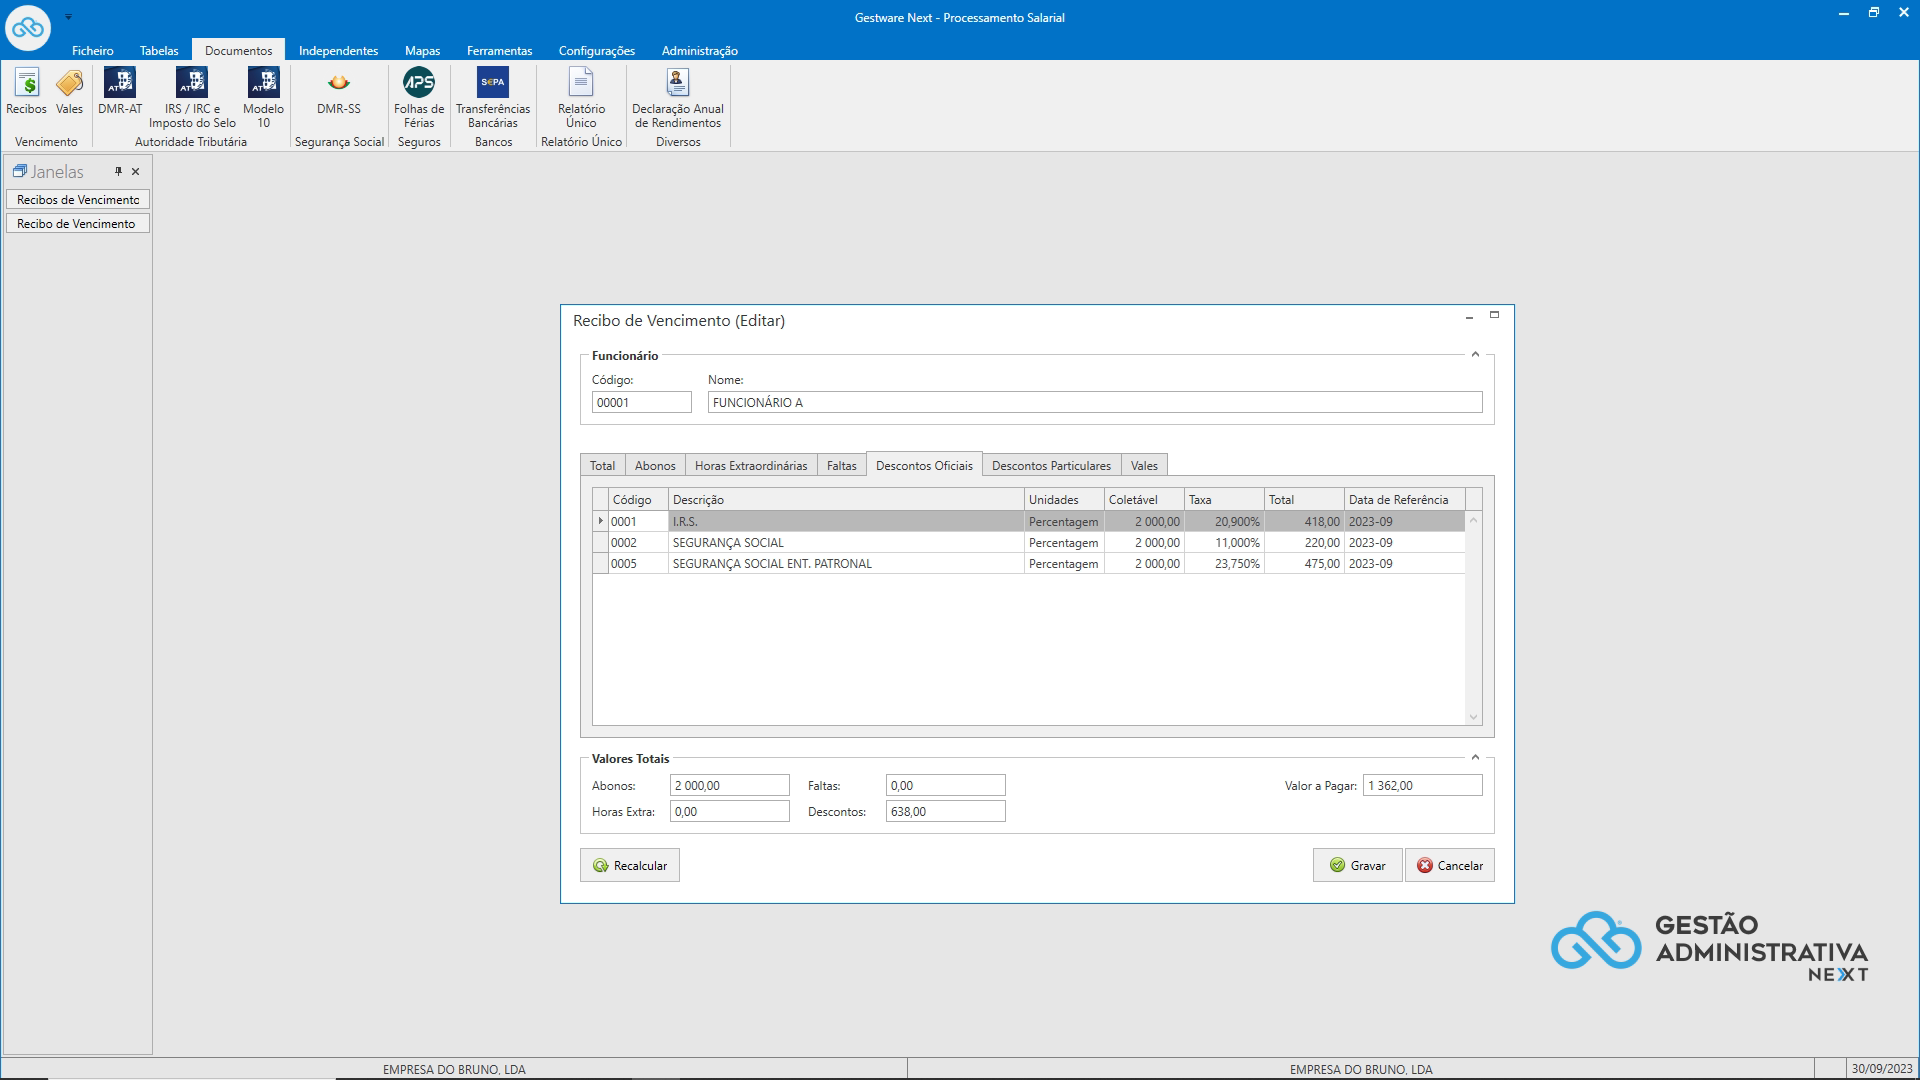 Gestware Next - Processamento Salarial
Ficheiro Tabelas Documentos Independentes Mapas Ferramentas Configurações Administração
Recibos Vales
Vencimento
DMR-AT IRS / IRC e Imposto do Selo Modelo 10
Autoridade Tributária
DMR-SS
Segurança Social
APS
Folhas de Férias
Seguros
S€PA
Transferências Bancárias
Bancos
Relatório Único
Relatório Único
Declaração Anual de Rendimentos
Diversos
Janelas
Recibos de Vencimento
Recibo de Vencimento
Recibo de Vencimento (Editar)
Funcionário
Código: Nome:
00001 FUNCIONÁRIO A
Total Abonos Horas Extraordinárias Faltas Descontos Oficiais Descontos Particulares Vales
Código Descrição Unidades Coletável Taxa Total Data de Referência
0001 I.R.S. Percentagem 2 000,00 20,900% 418,00 2023-09
0002 SEGURANÇA SOCIAL Percentagem 2 000,00 11,000% 220,00 2023-09
0005 SEGURANÇA SOCIAL ENT. PATRONAL Percentagem 2 000,00 23,750% 475,00 2023-09
Valores Totais
Abonos: 2 000,00 Faltas: 0,00 Valor a Pagar: 1 362,00
Horas Extra: 0,00 Descontos: 638,00
Recalcular Gravar Cancelar
GESTÃO
ADMINISTRATIVA
NEXT
EMPRESA DO BRUNO, LDA EMPRESA DO BRUNO, LDA 30/09/2023